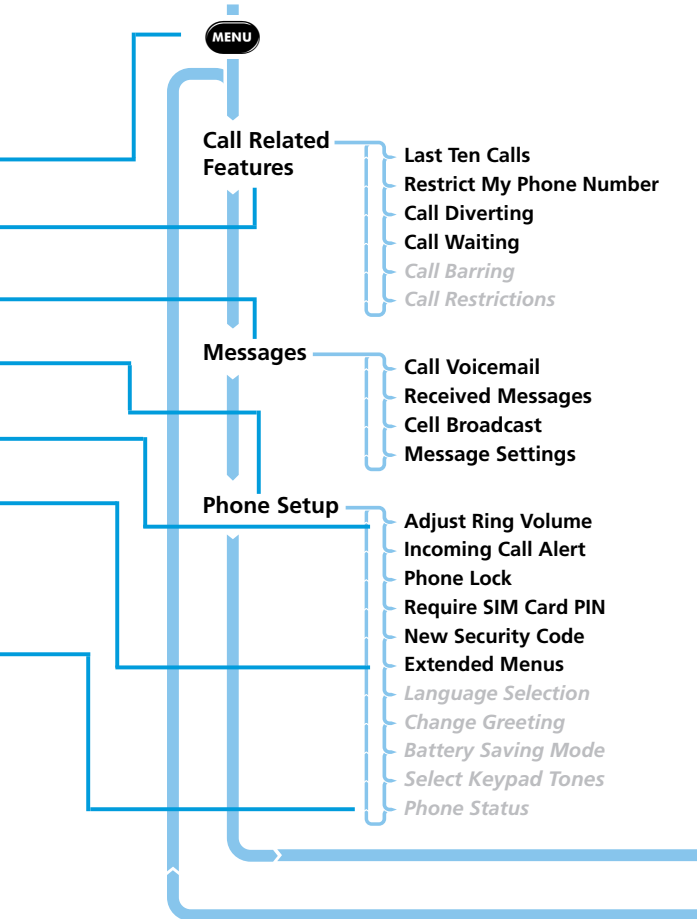 MENU
Call Related
Features
Last Ten Calls
Restrict My Phone Number
Call Diverting
Call Waiting
Call Barring
Call Restrictions
Messages
Call Voicemail
Received Messages
Cell Broadcast
Message Settings
Phone Setup
Adjust Ring Volume
Incoming Call Alert
Phone Lock
Require SIM Card PIN
New Security Code
Extended Menus
Language Selection
Change Greeting
Battery Saving Mode
Select Keypad Tones
Phone Status